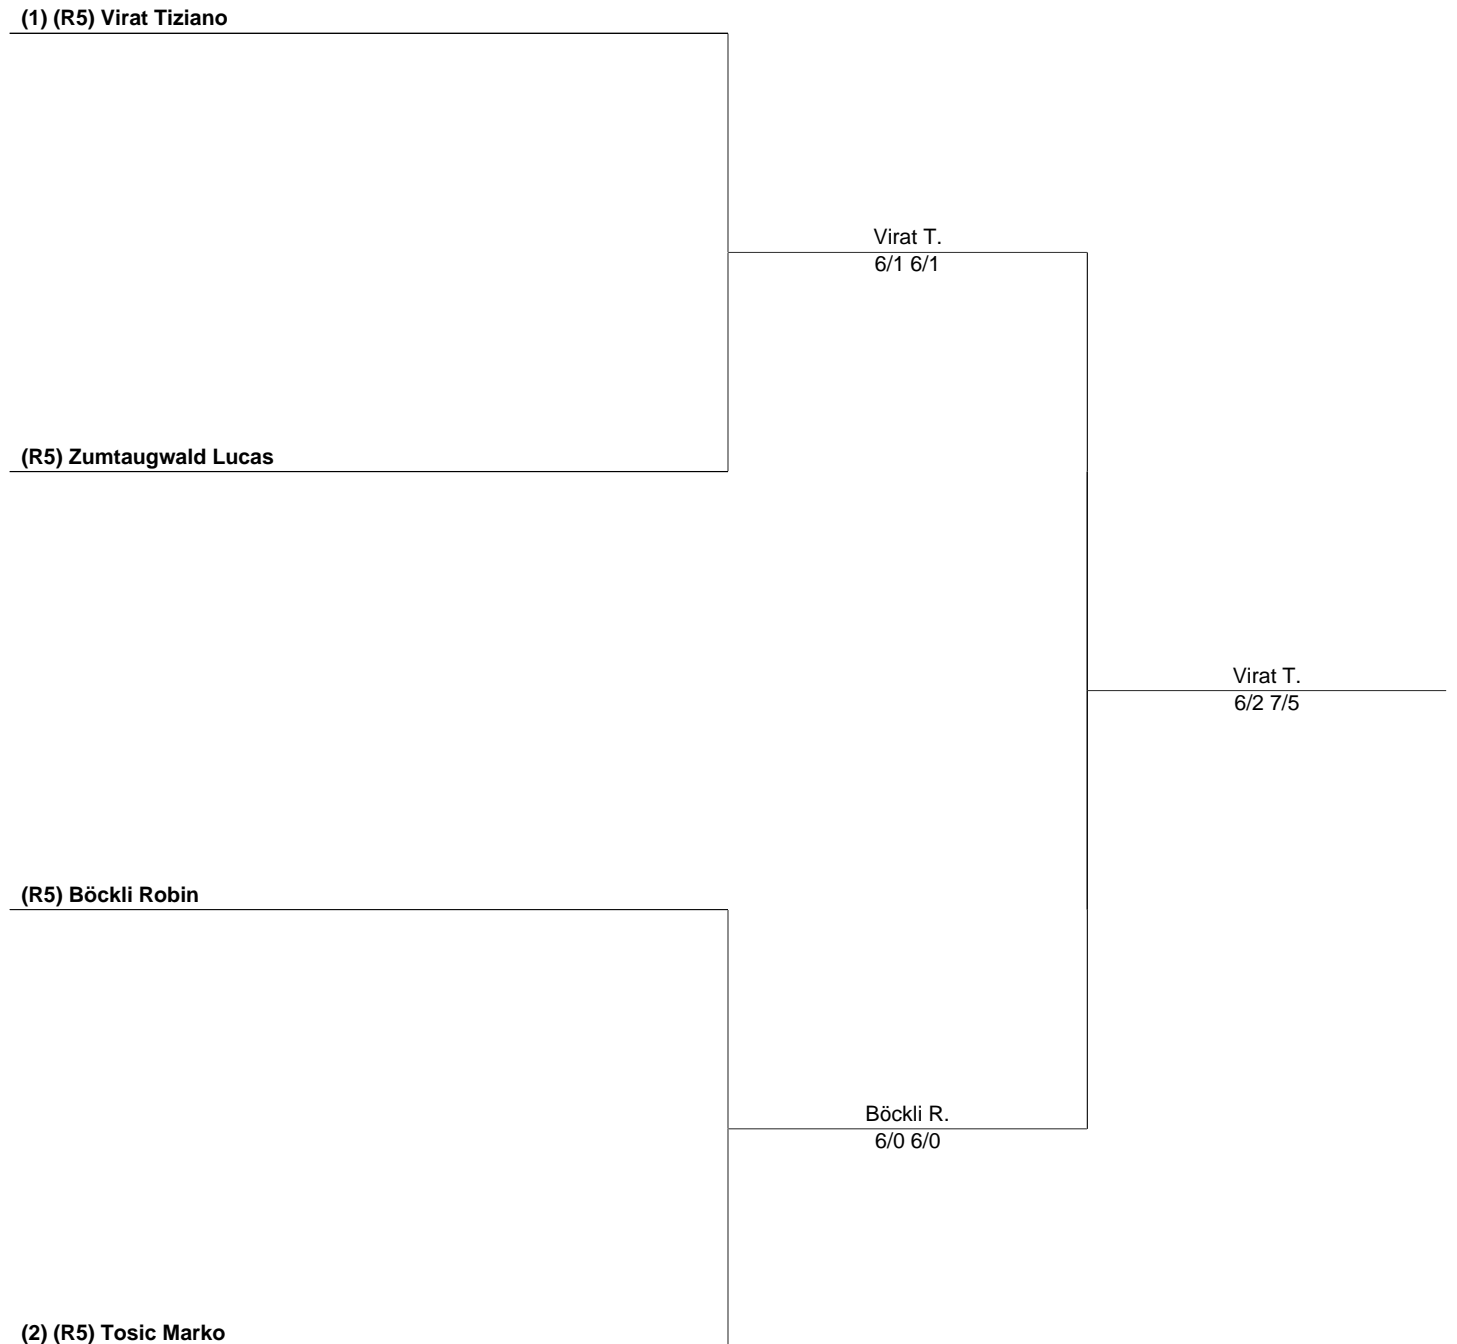 (1) (R5) Virat Tiziano
Virat T.
6/1 6/1
(R5) Zumtaugwald Lucas
Virat T.
6/2 7/5
(R5) Böckli Robin
Böckli R.
6/0 6/0
(2) (R5) Tosic Marko